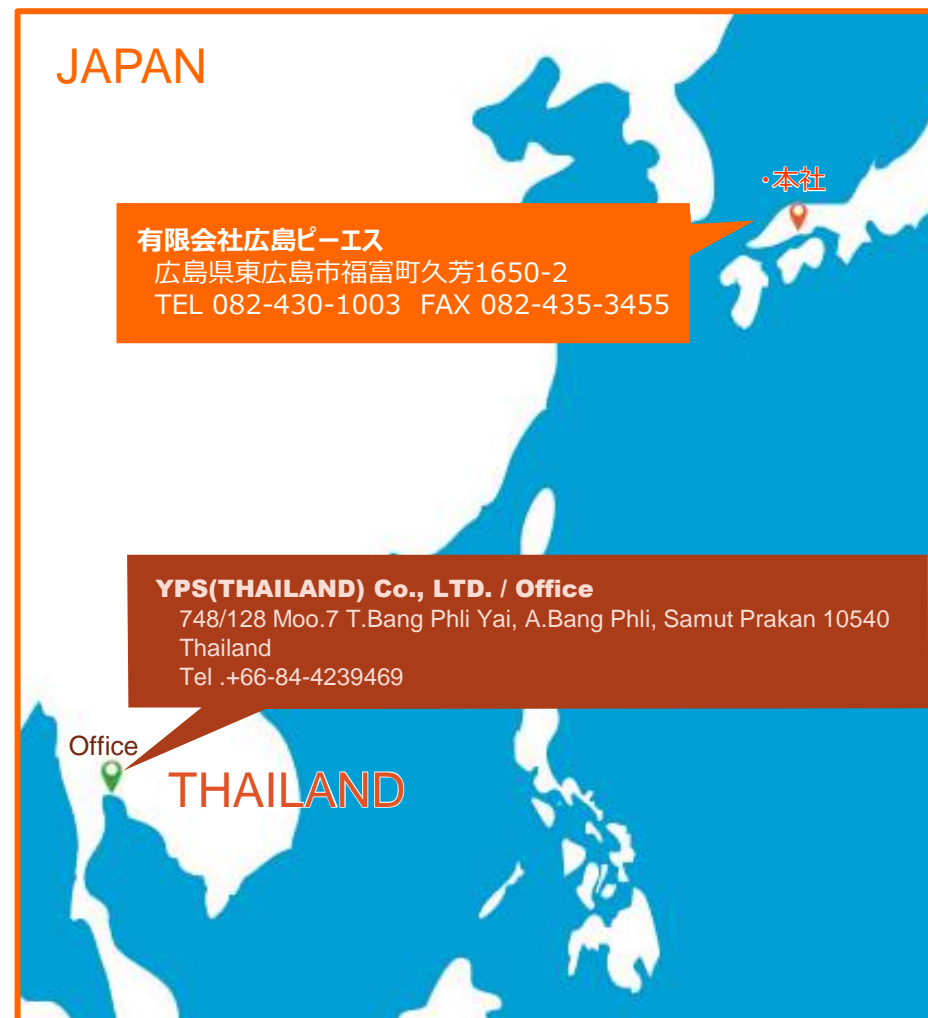 JAPAN
・本社
有限会社広島ピーエス
広島県東広島市福富町久芳1650-2
TEL 082-430-1003 FAX 082-435-3455
YPS(THAILAND) Co., LTD. / Office
748/128 Moo.7 T.Bang Phli Yai, A.Bang Phli, Samut Prakan 10540
Thailand
Tel .+66-84-4239469
Office
THAILAND